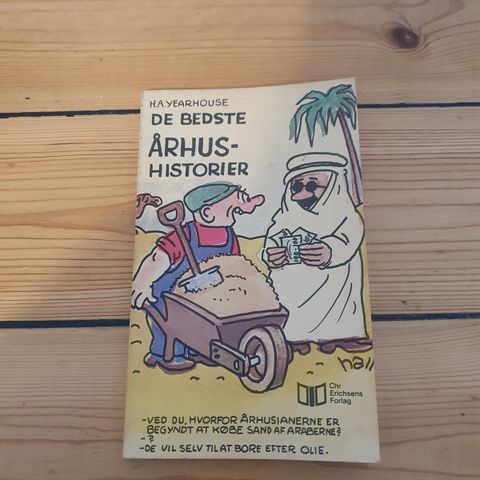 H.A.YEARHOUSE
DE BEDSTE
ÅRHUS-
HISTORIER
100
hall
Chr
Erichsens
Forlag
-VED DU, HVORFOR ÅRHUSIANERNE ER
BEGYNDT AT KØBE SAND AF ARABERNE?
-?
-DE VIL SELV TIL AT BORE EFTER OLIE.